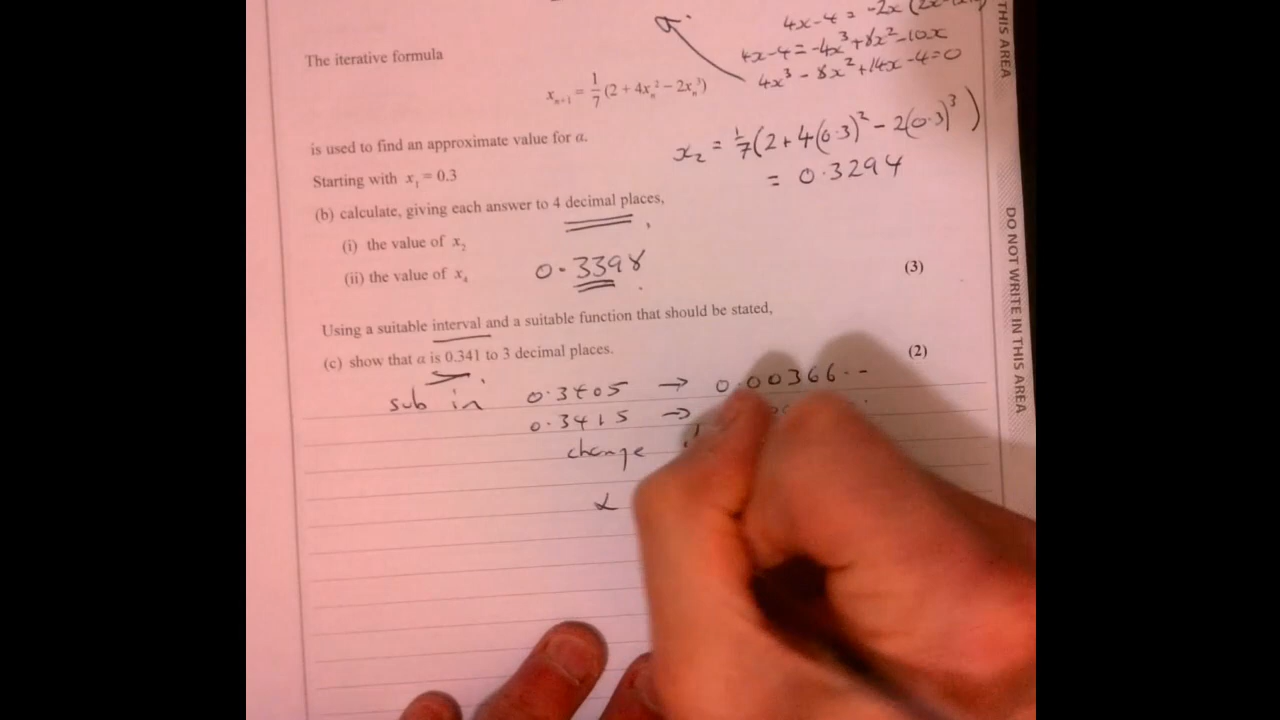 4x-4 = -2x(2x
4x-4=-4x³+8x²-10x
4x³-8x²+14x-4=0
The iterative formula
xₙ₊₁ = 1/7 (2 + 4xₙ² − 2xₙ³)
is used to find an approximate value for α.
x₂ = 1/7(2+4(0.3)²-2(0.3)³)
= 0.3294
Starting with x₁ = 0.3
(b) calculate, giving each answer to 4 decimal places,
(i) the value of x₂
(ii) the value of x₄ 0.3398
(3)
Using a suitable interval and a suitable function that should be stated,
(c) show that α is 0.341 to 3 decimal places.
(2)
sub in 0.3405 → 0.00366--
0.3415 →
change
α
THIS AREA
DO NOT WRITE IN THIS AREA